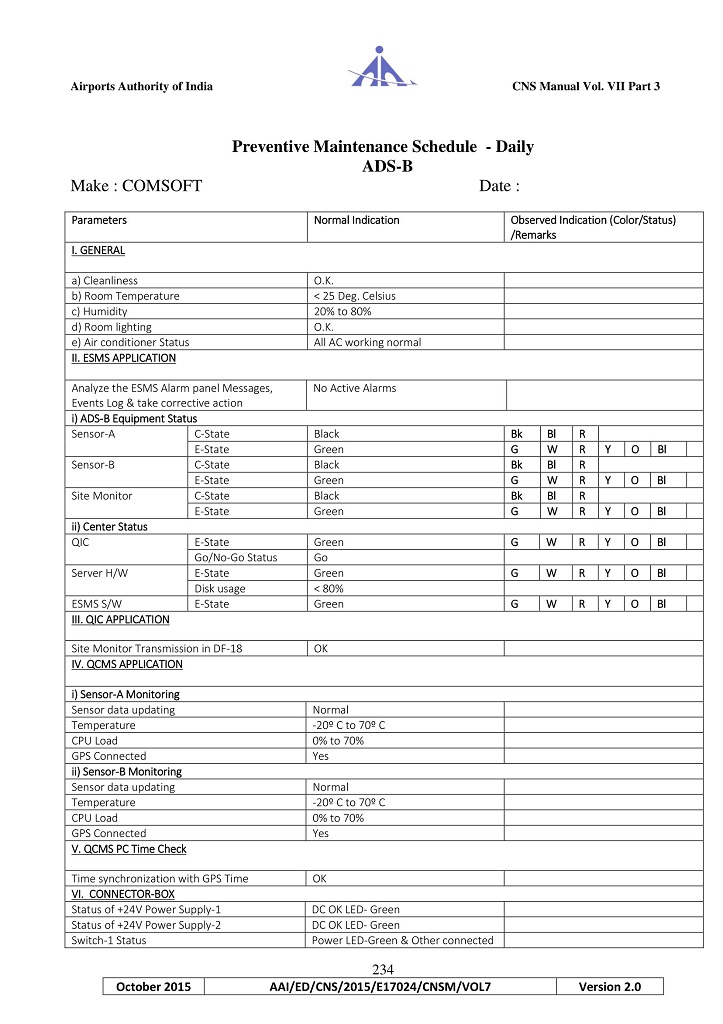 Airports Authority of India CNS Manual Vol. VII Part 3
Preventive Maintenance Schedule - Daily
ADS-B
Make : COMSOFT Date :
Parameters Normal Indication Observed Indication (Color/Status)
/Remarks
I. GENERAL
a) Cleanliness O.K.
b) Room Temperature < 25 Deg. Celsius
c) Humidity 20% to 80%
d) Room lighting O.K.
e) Air conditioner Status All AC working normal
II. ESMS APPLICATION
Analyze the ESMS Alarm panel Messages, No Active Alarms
Events Log & take corrective action
i) ADS-B Equipment Status
Sensor-A C-State Black Bk Bl R
E-State Green G W R Y O Bl
Sensor-B C-State Black Bk Bl R
E-State Green G W R Y O Bl
Site Monitor C-State Black Bk Bl R
E-State Green G W R Y O Bl
ii) Center Status
QIC E-State Green G W R Y O Bl
Go/No-Go Status Go
Server H/W E-State Green G W R Y O Bl
Disk usage < 80%
ESMS S/W E-State Green G W R Y O Bl
III. QIC APPLICATION
Site Monitor Transmission in DF-18 OK
IV. QCMS APPLICATION
i) Sensor-A Monitoring
Sensor data updating Normal
Temperature -20º C to 70º C
CPU Load 0% to 70%
GPS Connected Yes
ii) Sensor-B Monitoring
Sensor data updating Normal
Temperature -20º C to 70º C
CPU Load 0% to 70%
GPS Connected Yes
V. QCMS PC Time Check
Time synchronization with GPS Time OK
VI. CONNECTOR-BOX
Status of +24V Power Supply-1 DC OK LED- Green
Status of +24V Power Supply-2 DC OK LED- Green
Switch-1 Status Power LED-Green & Other connected
234
October 2015 AAI/ED/CNS/2015/E17024/CNSM/VOL7 Version 2.0